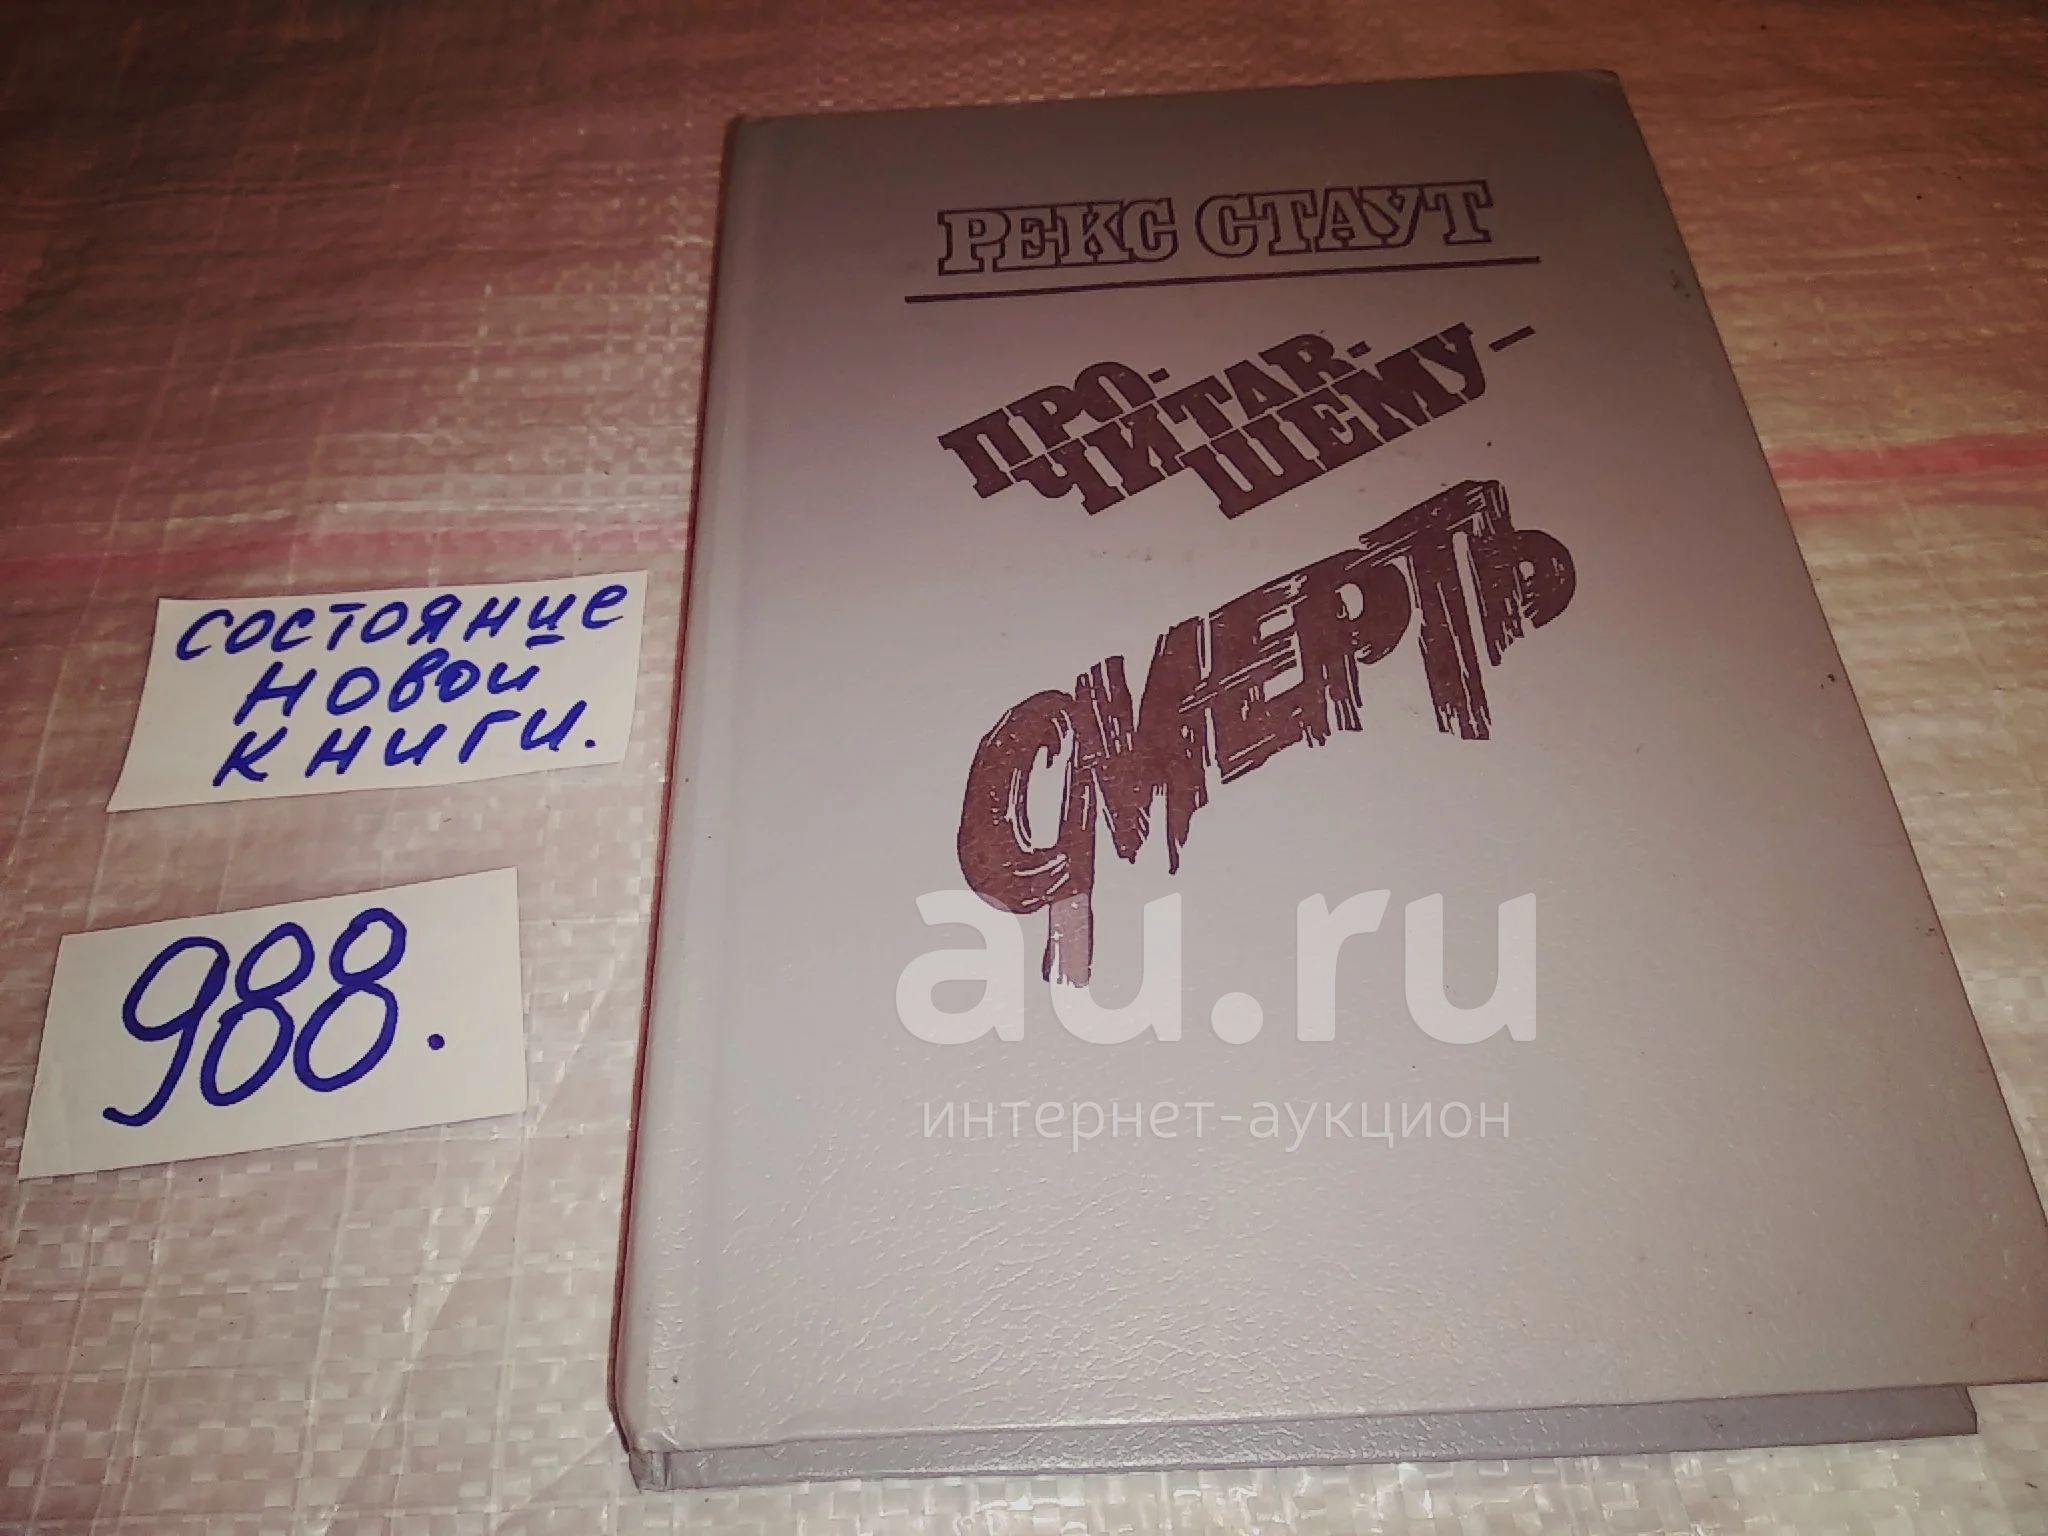 РЕКС СТАУТ
ПРО-
ЧИТАВ-
ШЕМУ –
СМЕРТЬ
состояние
новой
книги.
988.
au.ru
интернет-аукцион